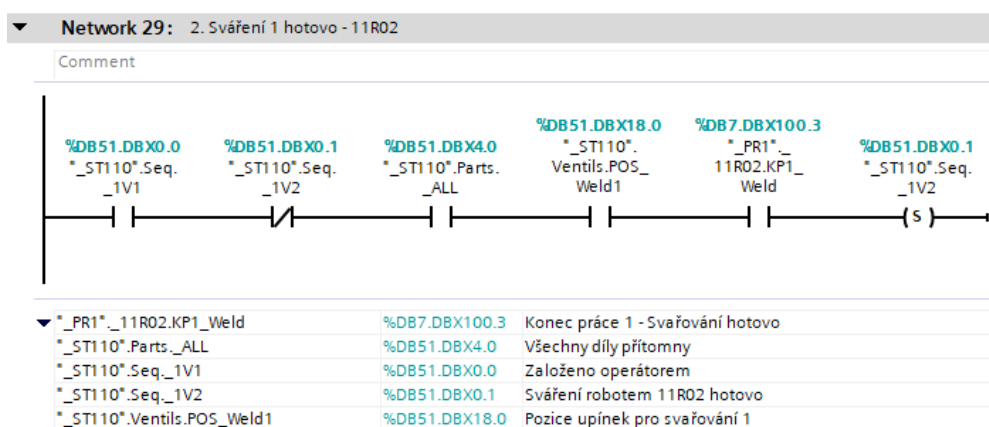 Network 29: 2. Sváření 1 hotovo - 11R02
Comment
%DB51.DBX18.0 %DB7.DBX100.3
%DB51.DBX0.0 %DB51.DBX0.1 %DB51.DBX4.0 "_ST110". "_PR1"._ %DB51.DBX0.1
"_ST110".Seq. "_ST110".Seq. "_ST110".Parts. Ventils.POS_ 11R02.KP1_ "_ST110".Seq.
_1V1 _1V2 _ALL Weld1 Weld _1V2
S
"_PR1"._11R02.KP1_Weld %DB7.DBX100.3 Konec práce 1 - Svařování hotovo
"_ST110".Parts._ALL %DB51.DBX4.0 Všechny díly přítomny
"_ST110".Seq._1V1 %DB51.DBX0.0 Založeno operátorem
"_ST110".Seq._1V2 %DB51.DBX0.1 Sváření robotem 11R02 hotovo
"_ST110".Ventils.POS_Weld1 %DB51.DBX18.0 Pozice upínek pro svařování 1